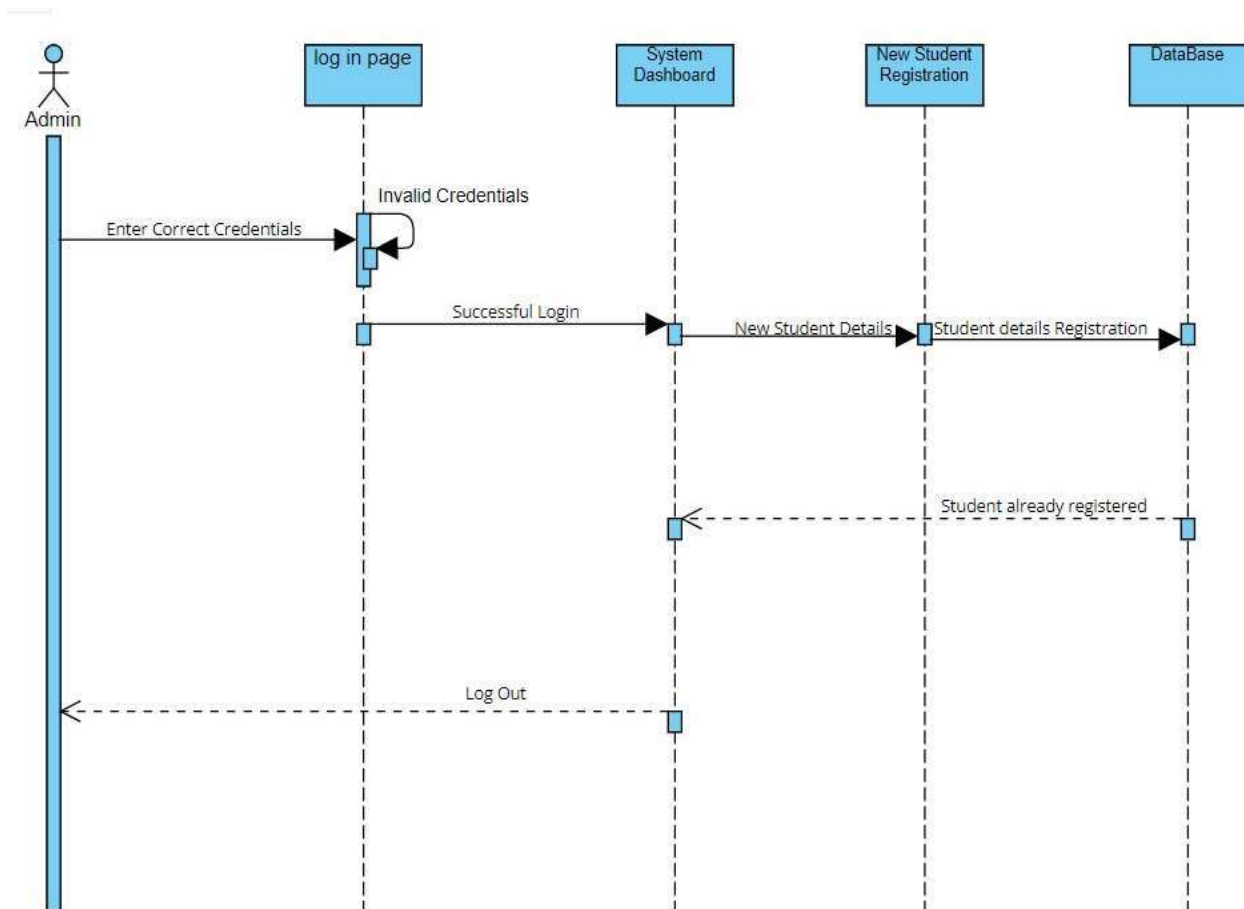 log in page
System
Dashboard
New Student
Registration
DataBase
Admin
Invalid Credentials
Enter Correct Credentials
Successful Login
New Student Details
Student details Registration
Student already registered
Log Out